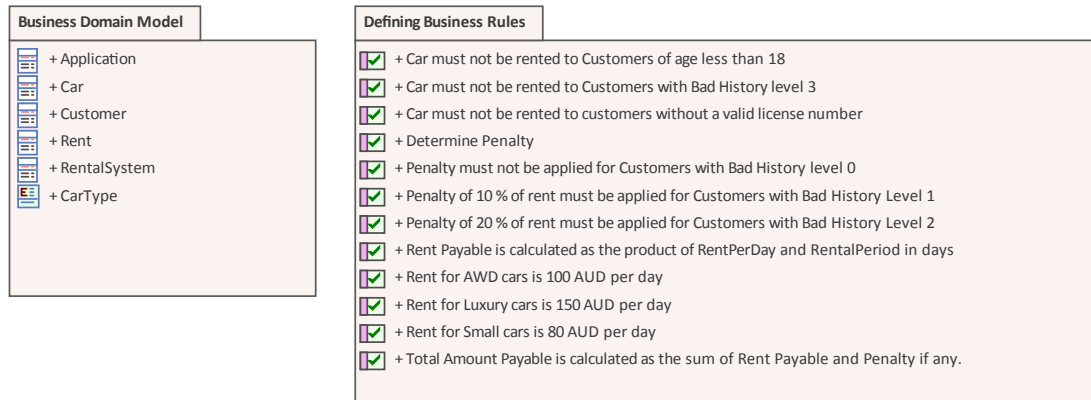 Business Domain Model
+ Application
+ Car
+ Customer
+ Rent
+ RentalSystem
+ CarType
Defining Business Rules
+ Car must not be rented to Customers of age less than 18
+ Car must not be rented to Customers with Bad History level 3
+ Car must not be rented to customers without a valid license number
+ Determine Penalty
+ Penalty must not be applied for Customers with Bad History level 0
+ Penalty of 10 % of rent must be applied for Customers with Bad History Level 1
+ Penalty of 20 % of rent must be applied for Customers with Bad History Level 2
+ Rent Payable is calculated as the product of RentPerDay and RentalPeriod in days
+ Rent for AWD cars is 100 AUD per day
+ Rent for Luxury cars is 150 AUD per day
+ Rent for Small cars is 80 AUD per day
+ Total Amount Payable is calculated as the sum of Rent Payable and Penalty if any.